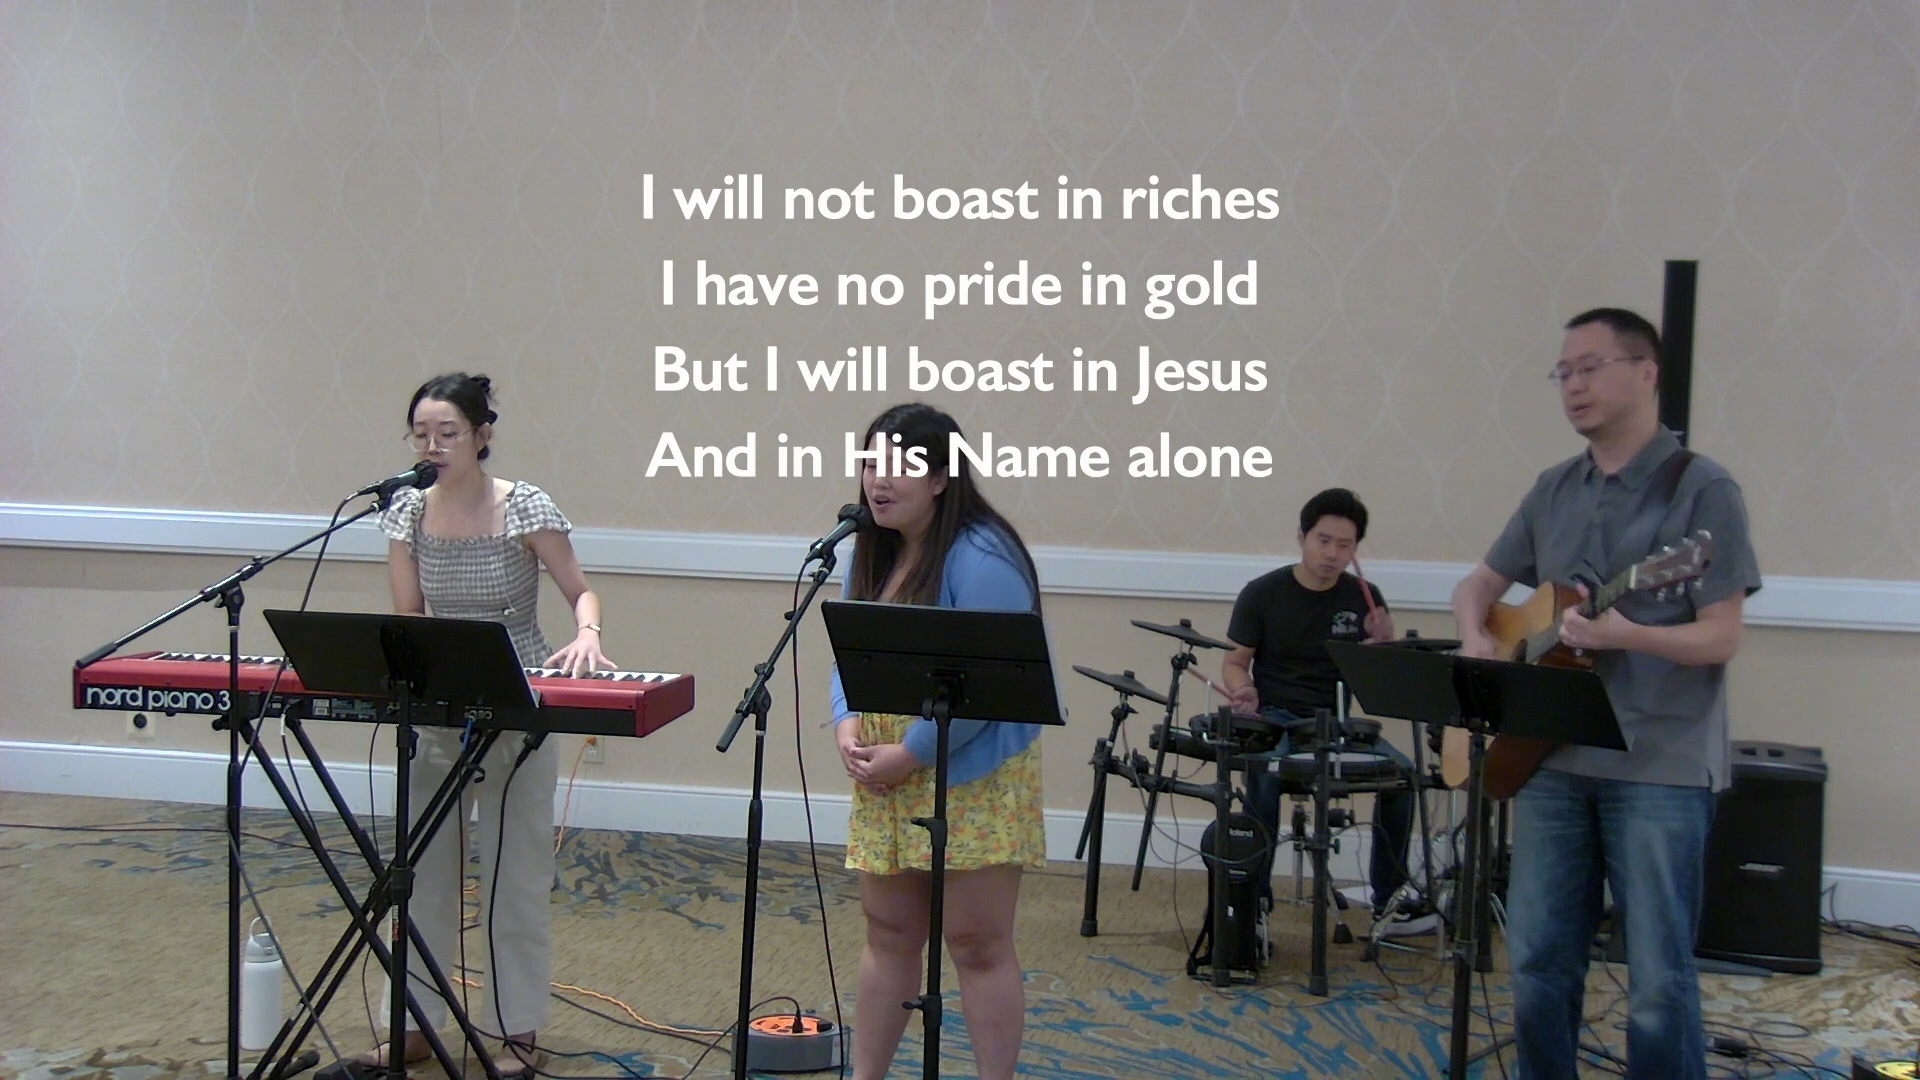 I will not boast in riches
I have no pride in gold
But I will boast in Jesus
And in His Name alone
nord piano 3
Roland